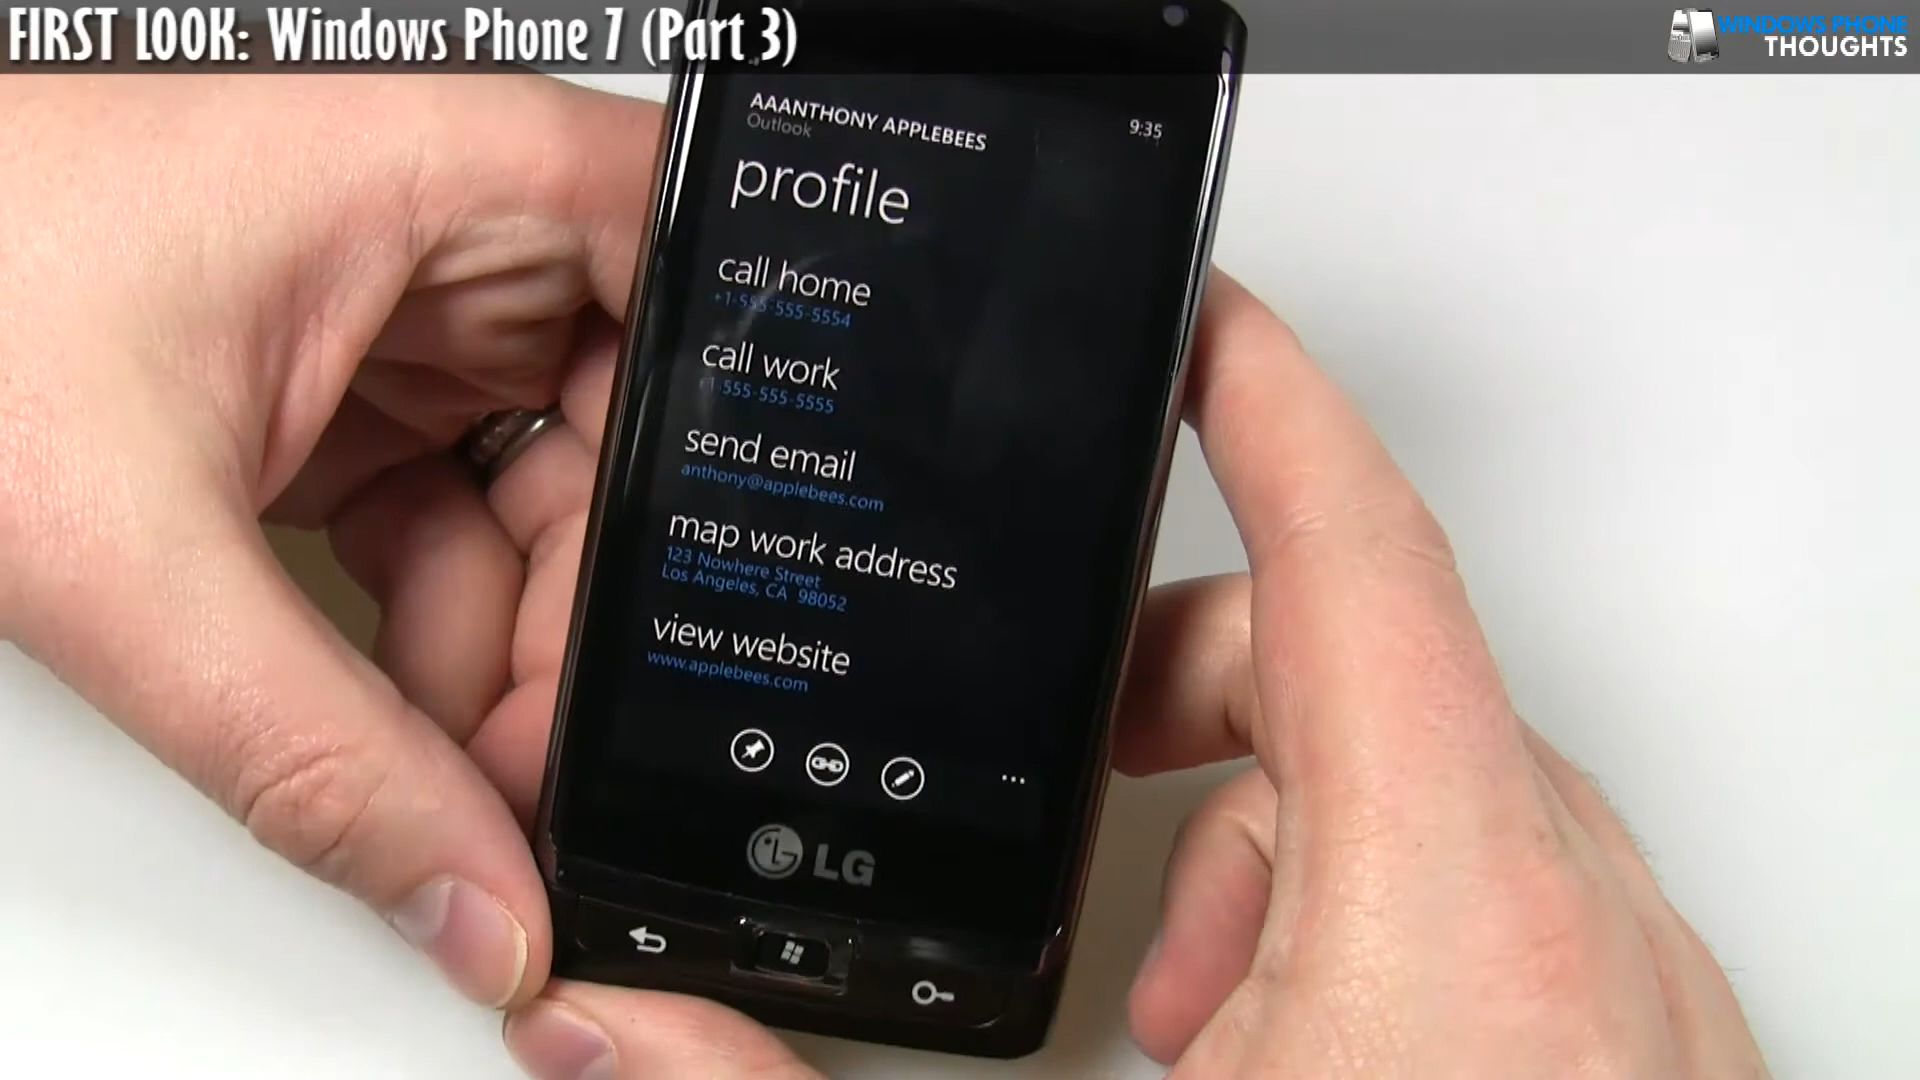 FIRST LOOK: Windows Phone 7 (Part 3)
WINDOWS PHONE
THOUGHTS
AAANTHONY APPLEBEES
9:35
Outlook
profile
call home
+1-555-555-5554
call work
+1-555-555-5555
send email
anthony@applebees.com
map work address
123 Nowhere Street
Los Angeles, CA 98052
view website
www.applebees.com
LG